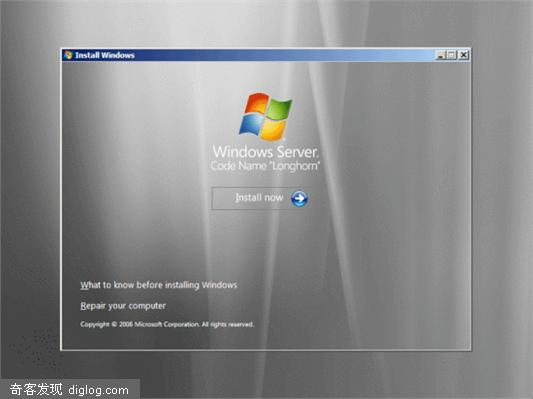 Install Windows
Windows Server.
Code Name "Longhorn"
Install now
What to know before installing Windows
Repair your computer
Copyright © 2006 Microsoft Corporation. All rights reserved.
奇客发现 diglog.com